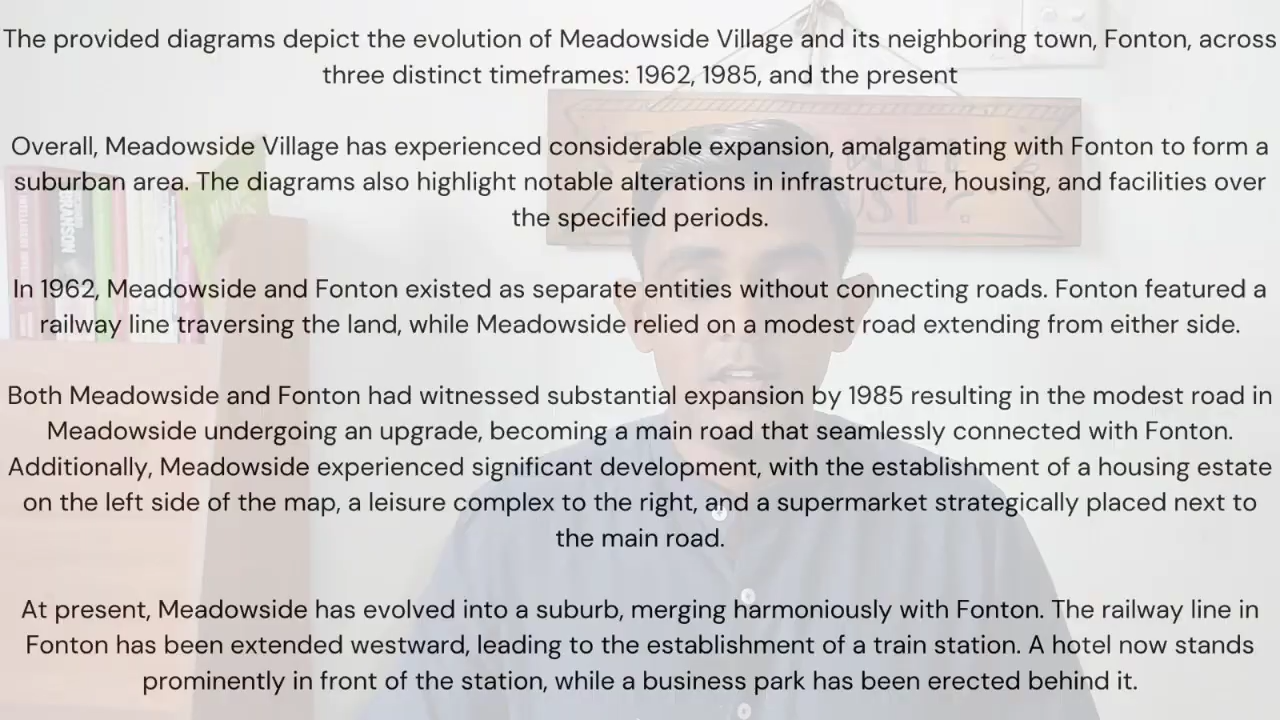 The provided diagrams depict the evolution of Meadowside Village and its neighboring town, Fonton, across
three distinct timeframes: 1962, 1985, and the present
Overall, Meadowside Village has experienced considerable expansion, amalgamating with Fonton to form a
suburban area. The diagrams also highlight notable alterations in infrastructure, housing, and facilities over
the specified periods.
In 1962, Meadowside and Fonton existed as separate entities without connecting roads. Fonton featured a
railway line traversing the land, while Meadowside relied on a modest road extending from either side.
Both Meadowside and Fonton had witnessed substantial expansion by 1985 resulting in the modest road in
Meadowside undergoing an upgrade, becoming a main road that seamlessly connected with Fonton.
Additionally, Meadowside experienced significant development, with the establishment of a housing estate
on the left side of the map, a leisure complex to the right, and a supermarket strategically placed next to
the main road.
At present, Meadowside has evolved into a suburb, merging harmoniously with Fonton. The railway line in
Fonton has been extended westward, leading to the establishment of a train station. A hotel now stands
prominently in front of the station, while a business park has been erected behind it.